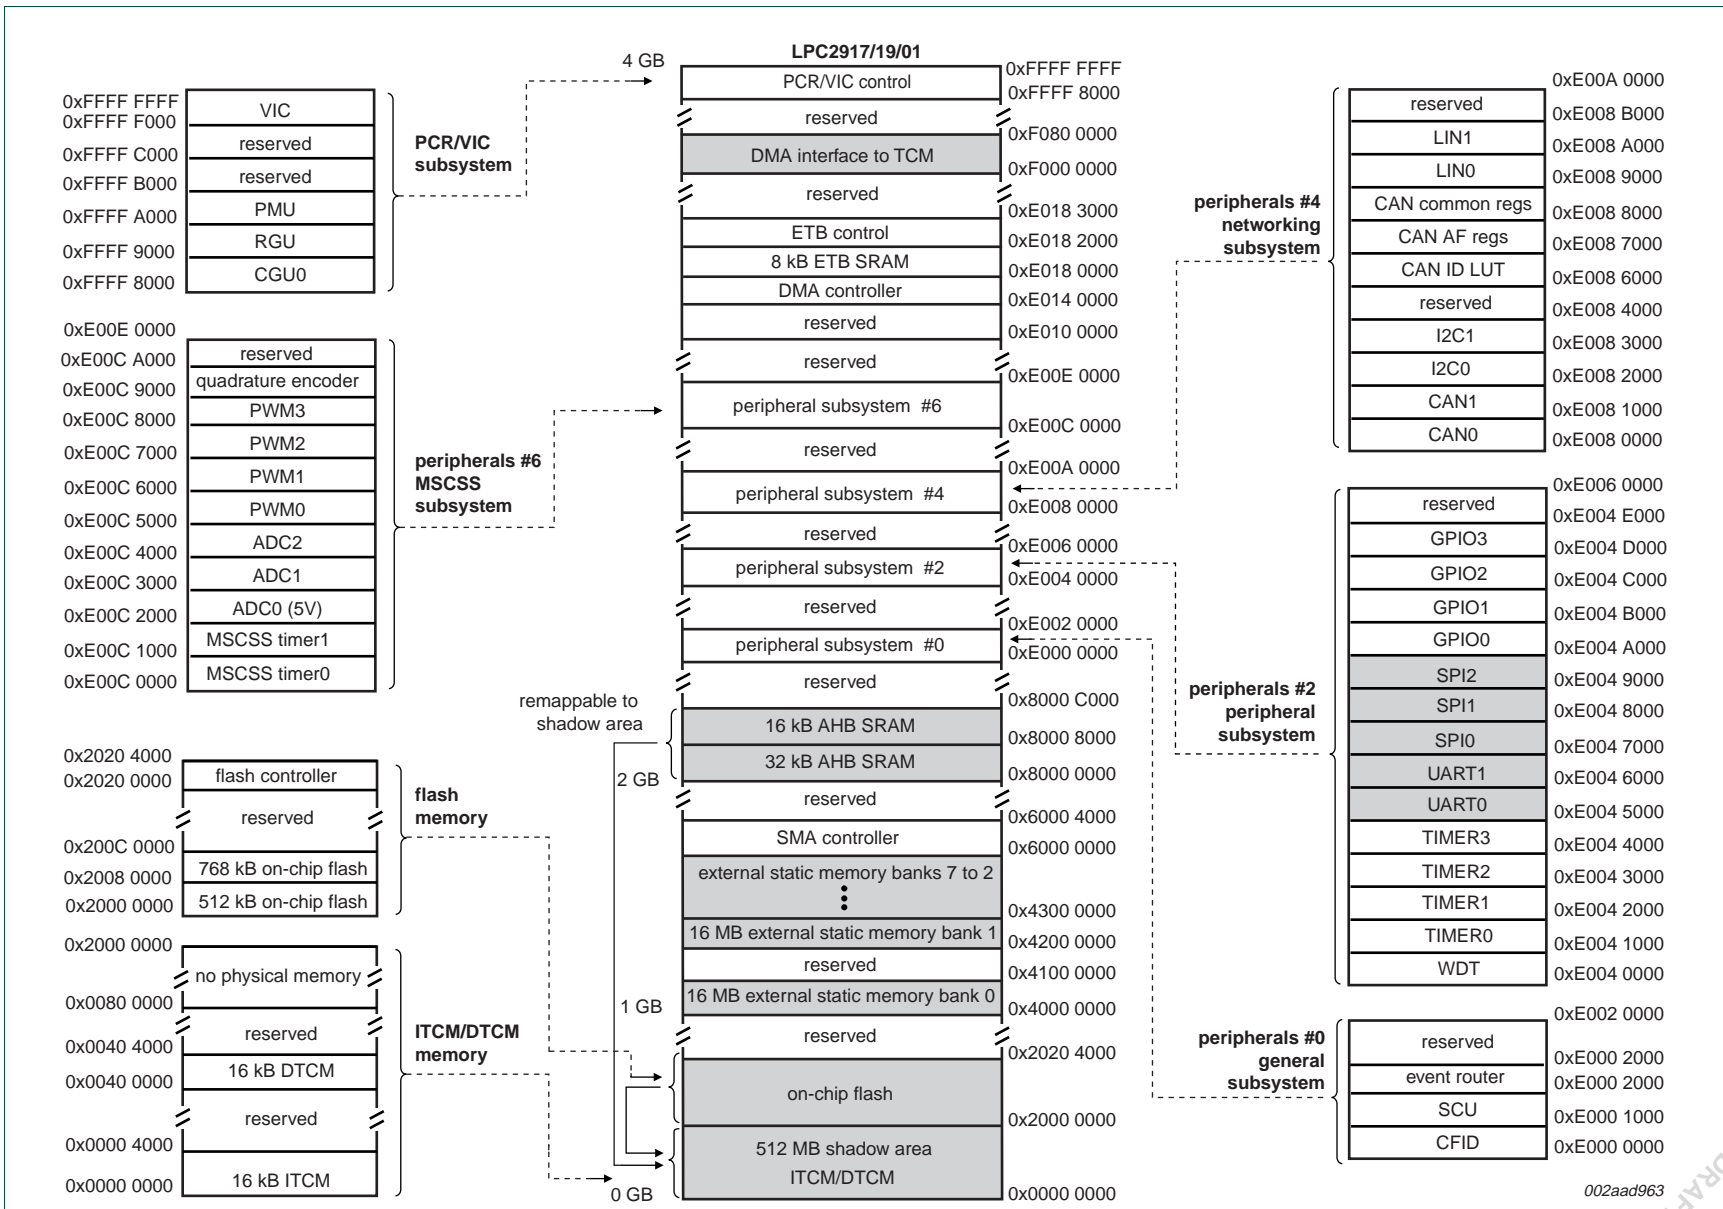 LPC2917/19/01
4 GB
PCR/VIC control
reserved
DMA interface to TCM
reserved
ETB control
8 kB ETB SRAM
DMA controller
reserved
reserved
peripheral subsystem #6
reserved
peripheral subsystem #4
reserved
peripheral subsystem #2
reserved
peripheral subsystem #0
reserved
16 kB AHB SRAM
32 kB AHB SRAM
reserved
SMA controller
external static memory banks 7 to 2
16 MB external static memory bank 1
reserved
16 MB external static memory bank 0
reserved
on-chip flash
512 MB shadow area
ITCM/DTCM
0xFFFF FFFF
0xFFFF 8000
0xF080 0000
0xF000 0000
0xE018 3000
0xE018 2000
0xE018 0000
0xE014 0000
0xE010 0000
0xE00E 0000
0xE00C 0000
0xE00A 0000
0xE008 0000
0xE006 0000
0xE004 0000
0xE002 0000
0xE000 0000
0x8000 C000
0x8000 8000
0x8000 0000
0x6000 4000
0x6000 0000
0x4300 0000
0x4200 0000
0x4100 0000
0x4000 0000
0x2020 4000
0x2000 0000
0x0000 0000
remappable to
shadow area
2 GB
1 GB
0 GB
0xFFFF FFFF
0xFFFF F000
0xFFFF C000
0xFFFF B000
0xFFFF A000
0xFFFF 9000
0xFFFF 8000
VIC
reserved
reserved
PMU
RGU
CGU0
PCR/VIC
subsystem
0xE00E 0000
0xE00C A000
0xE00C 9000
0xE00C 8000
0xE00C 7000
0xE00C 6000
0xE00C 5000
0xE00C 4000
0xE00C 3000
0xE00C 2000
0xE00C 1000
0xE00C 0000
reserved
quadrature encoder
PWM3
PWM2
PWM1
PWM0
ADC2
ADC1
ADC0 (5V)
MSCSS timer1
MSCSS timer0
peripherals #6
MSCSS
subsystem
0x2020 4000
0x2020 0000
0x200C 0000
0x2008 0000
0x2000 0000
flash controller
reserved
768 kB on-chip flash
512 kB on-chip flash
flash
memory
0x2000 0000
0x0080 0000
0x0040 4000
0x0040 0000
0x0000 4000
0x0000 0000
no physical memory
reserved
16 kB DTCM
reserved
16 kB ITCM
ITCM/DTCM
memory
peripherals #4
networking
subsystem
reserved
LIN1
LIN0
CAN common regs
CAN AF regs
CAN ID LUT
reserved
I2C1
I2C0
CAN1
CAN0
0xE00A 0000
0xE008 B000
0xE008 A000
0xE008 9000
0xE008 8000
0xE008 7000
0xE008 6000
0xE008 4000
0xE008 3000
0xE008 2000
0xE008 1000
0xE008 0000
peripherals #2
peripheral
subsystem
reserved
GPIO3
GPIO2
GPIO1
GPIO0
SPI2
SPI1
SPI0
UART1
UART0
TIMER3
TIMER2
TIMER1
TIMER0
WDT
0xE006 0000
0xE004 E000
0xE004 D000
0xE004 C000
0xE004 B000
0xE004 A000
0xE004 9000
0xE004 8000
0xE004 7000
0xE004 6000
0xE004 5000
0xE004 4000
0xE004 3000
0xE004 2000
0xE004 1000
0xE004 0000
peripherals #0
general
subsystem
reserved
event router
SCU
CFID
0xE002 0000
0xE000 2000
0xE000 2000
0xE000 1000
0xE000 0000
002aad963